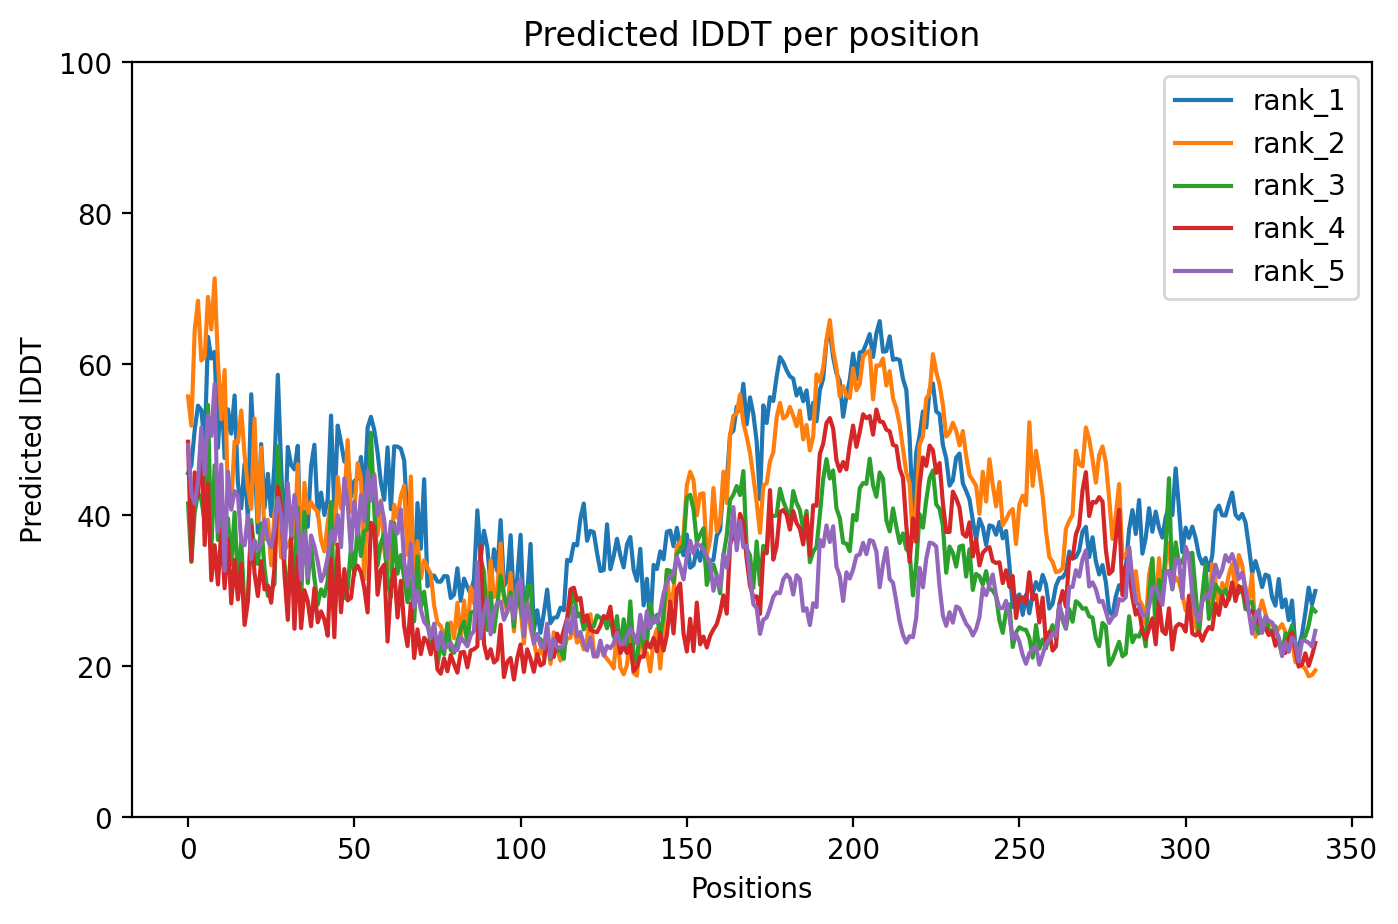 Predicted lDDT per position
100
80
60
40
20
0
Predicted lDDT
rank_1
rank_2
rank_3
rank_4
rank_5
0 50 100 150 200 250 300 350
Positions